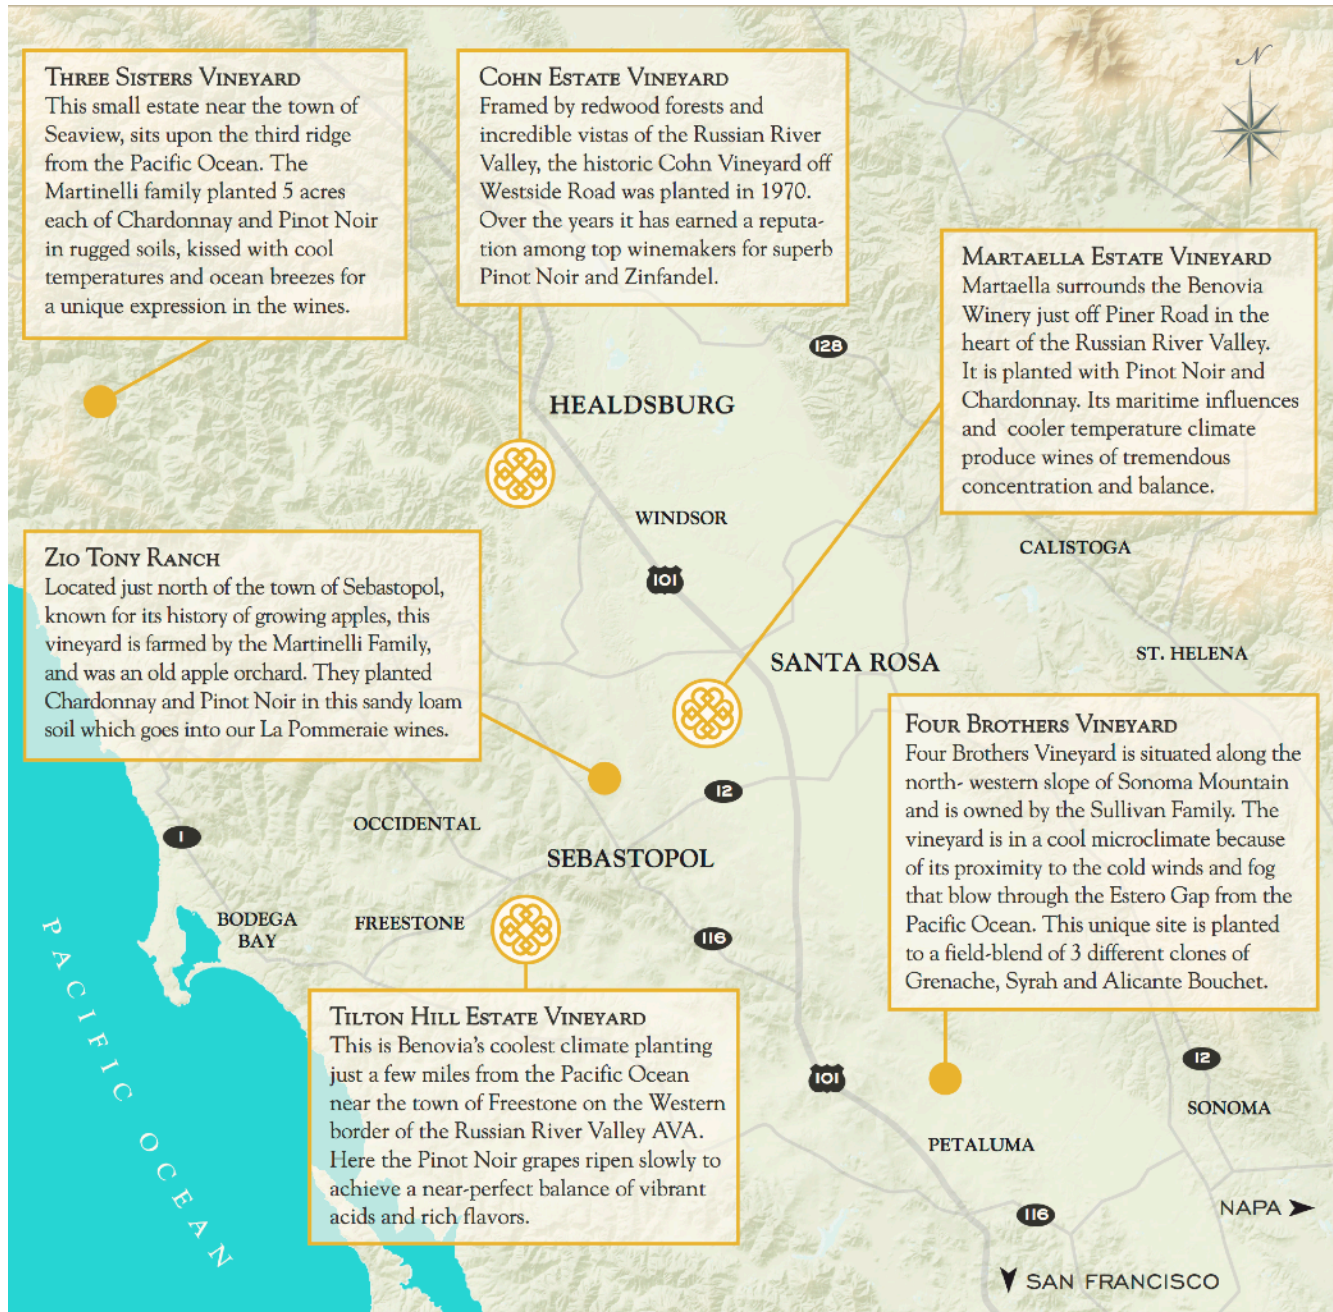 N
THREE SISTERS VINEYARD
This small estate near the town of
Seaview, sits upon the third ridge
from the Pacific Ocean. The
Martinelli family planted 5 acres
each of Chardonnay and Pinot Noir
in rugged soils, kissed with cool
temperatures and ocean breezes for
a unique expression in the wines.
COHN ESTATE VINEYARD
Framed by redwood forests and
incredible vistas of the Russian River
Valley, the historic Cohn Vineyard off
Westside Road was planted in 1970.
Over the years it has earned a reputa-
tion among top winemakers for superb
Pinot Noir and Zinfandel.
MARTAELLA ESTATE VINEYARD
Martaella surrounds the Benovia
Winery just off Piner Road in the
heart of the Russian River Valley.
It is planted with Pinot Noir and
Chardonnay. Its maritime influences
and cooler temperature climate
produce wines of tremendous
concentration and balance.
128
HEALDSBURG
WINDSOR
CALISTOGA
101
ZIO TONY RANCH
Located just north of the town of Sebastopol,
known for its history of growing apples, this
vineyard is farmed by the Martinelli Family,
and was an old apple orchard. They planted
Chardonnay and Pinot Noir in this sandy loam
soil which goes into our La Pommeraie wines.
SANTA ROSA
ST. HELENA
FOUR BROTHERS VINEYARD
Four Brothers Vineyard is situated along the
north- western slope of Sonoma Mountain
and is owned by the Sullivan Family. The
vineyard is in a cool microclimate because
of its proximity to the cold winds and fog
that blow through the Estero Gap from the
Pacific Ocean. This unique site is planted
to a field-blend of 3 different clones of
Grenache, Syrah and Alicante Bouchet.
12
OCCIDENTAL
1
SEBASTOPOL
BODEGA
BAY
FREESTONE
116
PACIFIC OCEAN
TILTON HILL ESTATE VINEYARD
This is Benovia's coolest climate planting
just a few miles from the Pacific Ocean
near the town of Freestone on the Western
border of the Russian River Valley AVA.
Here the Pinot Noir grapes ripen slowly to
achieve a near-perfect balance of vibrant
acids and rich flavors.
101
12
SONOMA
PETALUMA
116
NAPA
SAN FRANCISCO